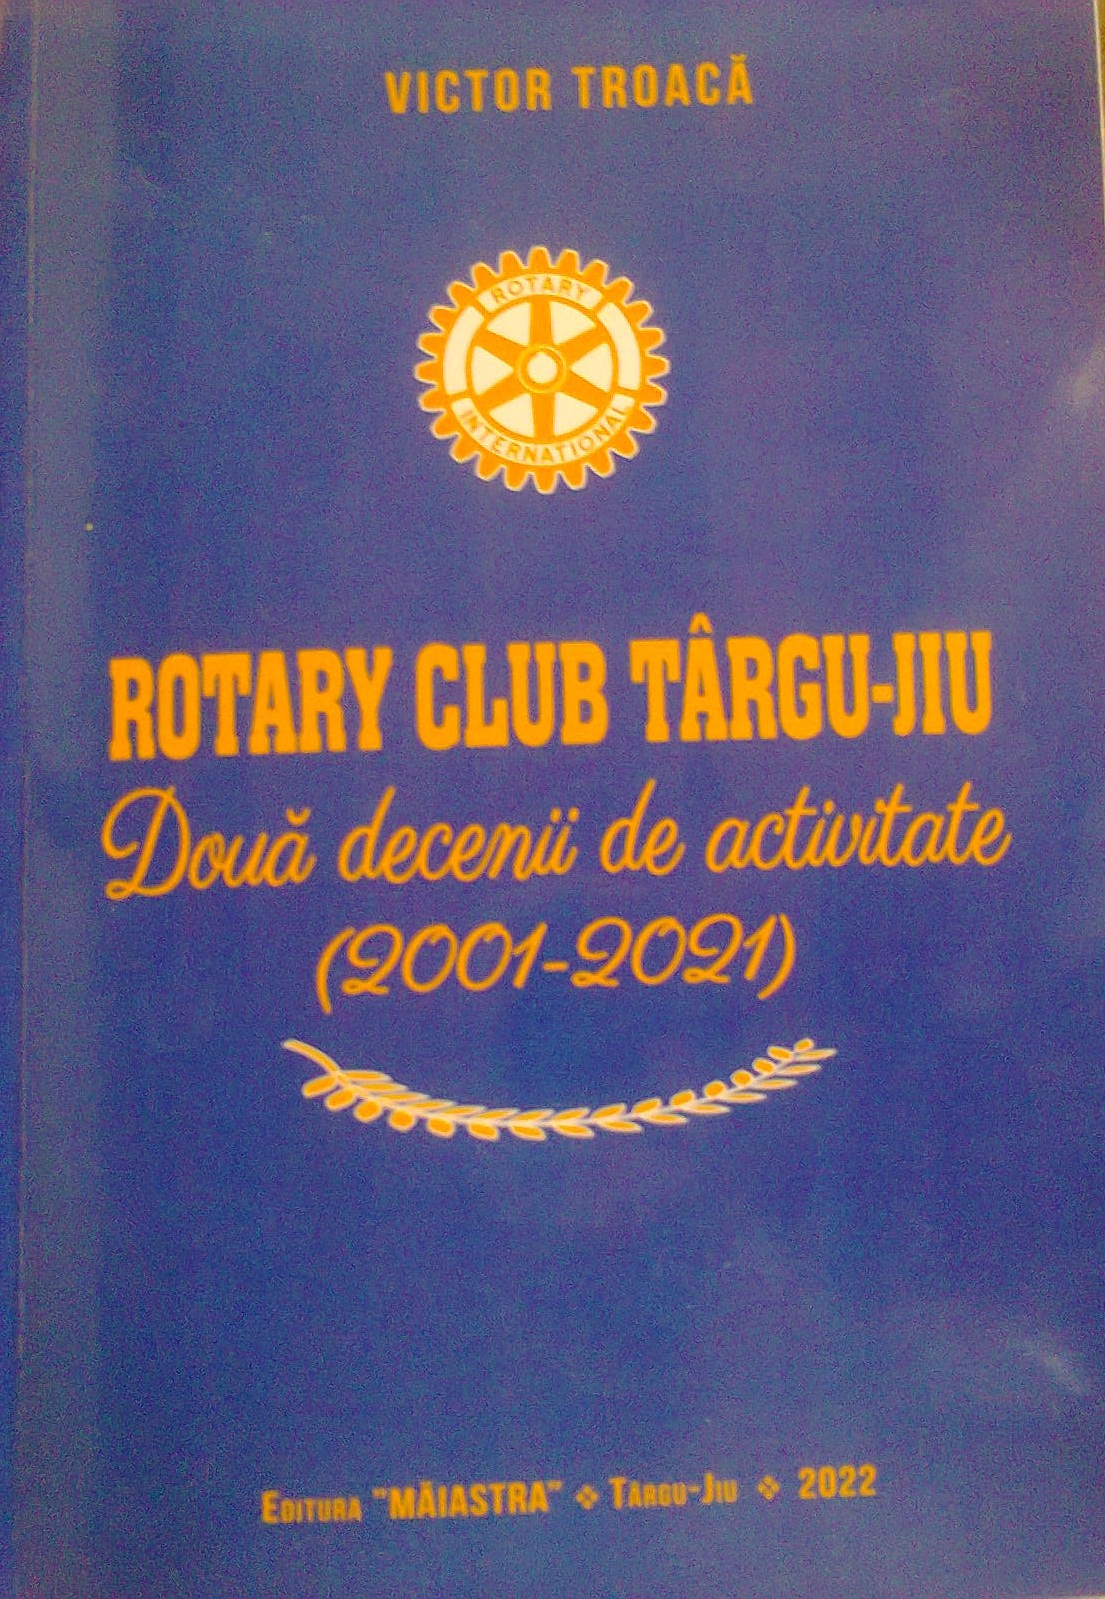 VICTOR TROACĂ
ROTARY
INTERNATIONAL
ROTARY CLUB TÂRGU-JIU
Două decenii de activitate
(2001-2021)
EDITURA "MĂIASTRA" ❖ TÂRGU-JIU ❖ 2022